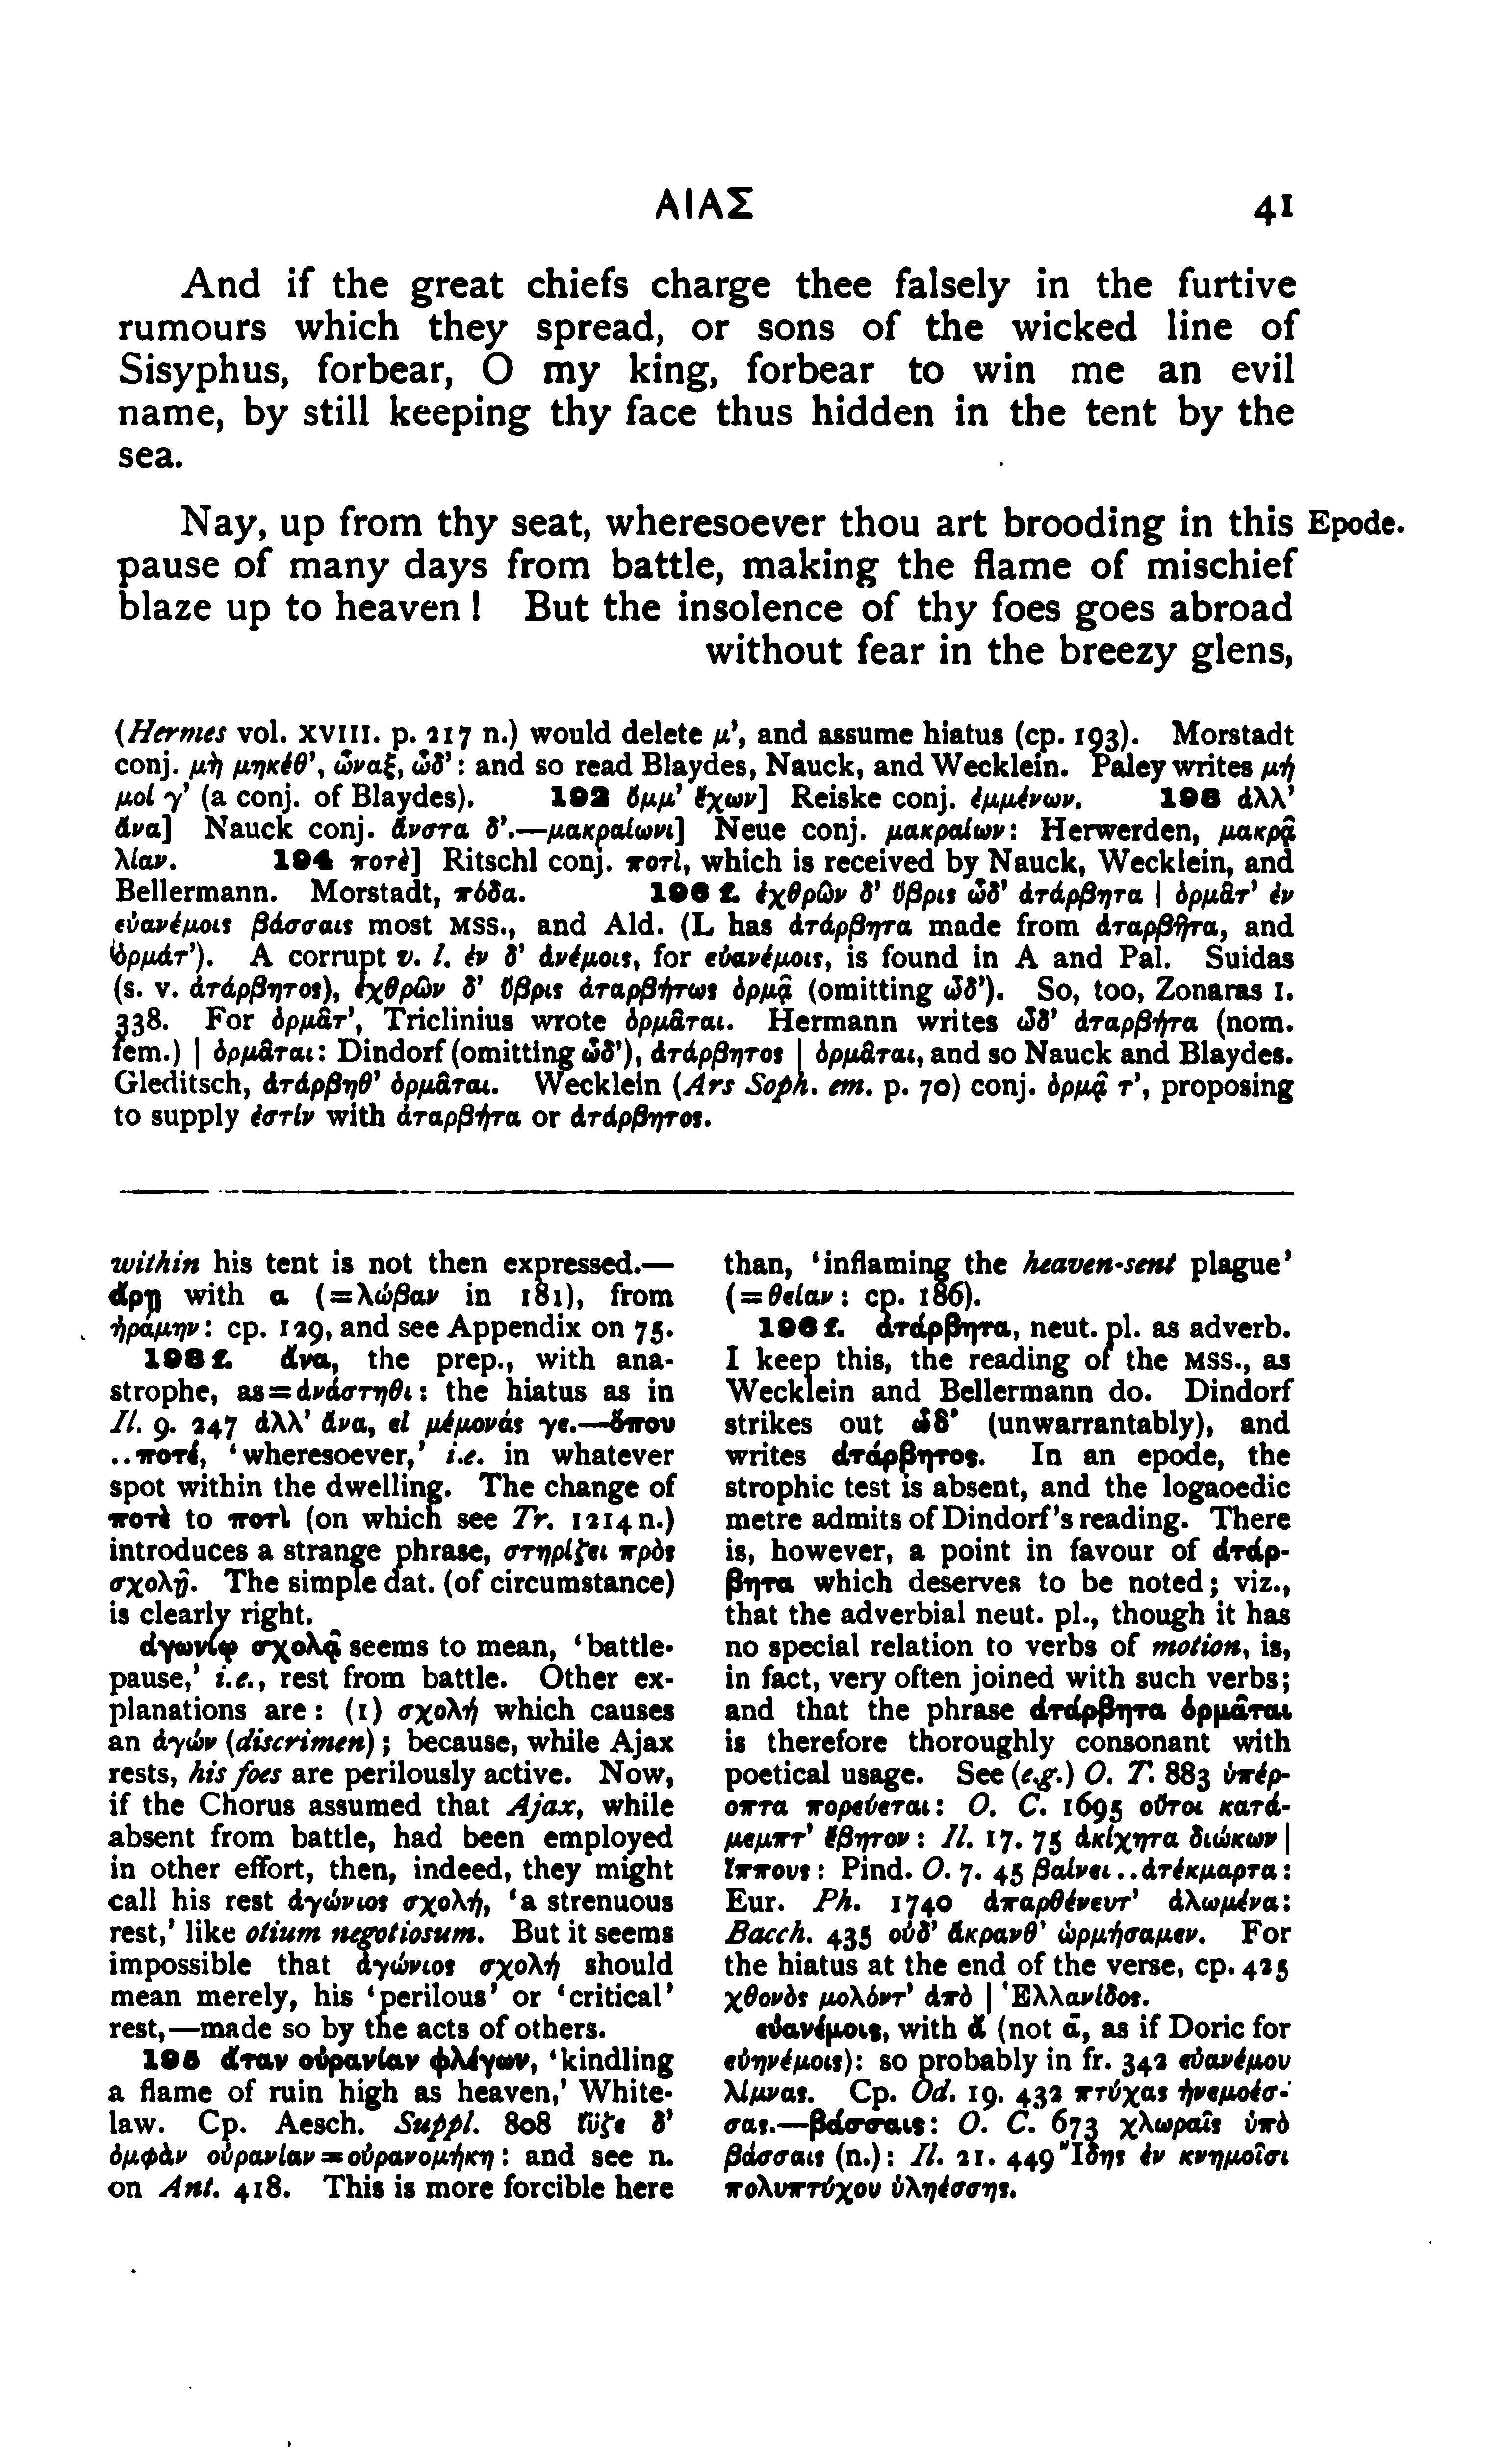 ΑΙΑΣ 41
And if the great chiefs charge thee falsely in the furtive
rumours which they spread, or sons of the wicked line of
Sisyphus, forbear, O my king, forbear to win me an evil
name, by still keeping thy face thus hidden in the tent by the
sea.
Nay, up from thy seat, wheresoever thou art brooding in this Epode.
pause of many days from battle, making the flame of mischief
blaze up to heaven! But the insolence of thy foes goes abroad
without fear in the breezy glens,
(Hermes vol. XVIII. p. 217 n.) would delete μ’, and assume hiatus (cp. 193). Morstadt
conj. μὴ μηκέθ’, ὦναξ, ὧδ’: and so read Blaydes, Nauck, and Wecklein. Paley writes μή
μοί γ’ (a conj. of Blaydes). 192 ὄμμ’ ἔχων] Reiske conj. ἐμμένων. 193 ἀλλ’
ἄνα] Nauck conj. ἄνστα δ’.—μακραίωνι] Neue conj. μακραίων: Herwerden, μακρᾷ
λίαν. 194 ποτὲ] Ritschl conj. ποτὶ, which is received by Nauck, Wecklein, and
Bellermann. Morstadt, πόδα. 196 f. ἐχθρῶν δ’ ὕβρις ὧδ’ ἀτάρβητα | ὁρμᾶτ’ ἐν
εὐανέμοις βάσσαις most MSS., and Ald. (L has ἀτάρβητα made from ἀταρβῆτα, and
ὁρμάτ’). A corrupt v. l. ἐν δ’ ἀνέμοις, for εὐανέμοις, is found in A and Pal. Suidas
(s. v. ἀτάρβητος), ἐχθρῶν δ’ ὕβρις ἀταρβήτως ὁρμᾷ (omitting ὧδ’). So, too, Zonaras I.
338. For ὁρμᾶτ’, Triclinius wrote ὁρμᾶται. Hermann writes ὧδ’ ἀταρβήτα (nom.
fem.) | ὁρμᾶται: Dindorf (omitting ὧδ’), ἀτάρβητος | ὁρμᾶται, and so Nauck and Blaydes.
Gleditsch, ἀτάρβηθ’ ὁρμᾶται. Wecklein (Ars Soph. em. p. 70) conj. ὁρμᾷ τ’, proposing
to supply ἐστίν with ἀταρβήτα or ἀτάρβητος.
within his tent is not then expressed.—
ἄρῃ with α (=λώβαν in 181), from
ἠράμην: cp. 129, and see Appendix on 75.
193 f. ἄνα, the prep., with ana-
strophe, as=ἀνάστηθι: the hiatus as in
Il. 9. 247 ἀλλ’ ἄνα, εἰ μέμονάς γε.—ὅπου
..ποτέ, ‘wheresoever,’ i.e. in whatever
spot within the dwelling. The change of
ποτὲ to ποτὶ (on which see Tr. 1214 n.)
introduces a strange phrase, στηρίζει πρὸς
σχολῇ. The simple dat. (of circumstance)
is clearly right.
ἀγωνίῳ σχολᾷ seems to mean, ‘battle-
pause,’ i.e., rest from battle. Other ex-
planations are: (1) σχολή which causes
an ἀγών (discrimen); because, while Ajax
rests, his foes are perilously active. Now,
if the Chorus assumed that Ajax, while
absent from battle, had been employed
in other effort, then, indeed, they might
call his rest ἀγώνιος σχολή, ‘a strenuous
rest,’ like otium negotiosum. But it seems
impossible that ἀγώνιος σχολή should
mean merely, his ‘perilous’ or ‘critical’
rest,—made so by the acts of others.
195 ἄταν οὐρανίαν φλέγων, ‘kindling
a flame of ruin high as heaven,’ White-
law. Cp. Aesch. Suppl. 808 ἴϋζε δ’
ὀμφὰν οὐρανίαν=οὐρανομήκη: and see n.
on Ant. 418. This is more forcible here
than, ‘inflaming the heaven-sent plague’
(=θείαν: cp. 186).
196 f. ἀτάρβητα, neut. pl. as adverb.
I keep this, the reading of the MSS., as
Wecklein and Bellermann do. Dindorf
strikes out ὧδ’ (unwarrantably), and
writes ἀτάρβητος. In an epode, the
strophic test is absent, and the logaoedic
metre admits of Dindorf’s reading. There
is, however, a point in favour of ἀτάρ-
βητα which deserves to be noted; viz.,
that the adverbial neut. pl., though it has
no special relation to verbs of motion, is,
in fact, very often joined with such verbs;
and that the phrase ἀτάρβητα ὁρμᾶται
is therefore thoroughly consonant with
poetical usage. See (e.g.) O. T. 883 ὑπέρ-
οπτα πορεύεται: O. C. 1695 οὔτοι κατά-
μεμπτ’ ἔβητον: Il. 17. 75 ἀκίχητα διώκων |
ἵππους: Pind. O. 7. 45 βαίνει..ἀτέκμαρτα:
Eur. Ph. 1740 ἀπαρθένευτ’ ἀλωμένα:
Bacch. 435 οὐδ’ ἄκρανθ’ ὡρμήσαμεν. For
the hiatus at the end of the verse, cp. 425
χθονὸς μολόντ’ ἀπὸ | Ἑλλανίδος.
εὐανέμοις, with ἄ (not ᾱ, as if Doric for
εὐηνέμοις): so probably in fr. 342 εὐανέμου
λίμνας. Cp. Od. 19. 432 πτύχας ἠνεμοέσ-
σας.—βάσσαις: O. C. 673 χλωραῖς ὑπὸ
βάσσαις (n.): Il. 21. 449 Ἴδης ἐν κνημοῖσι
πολυπτύχου ὑληέσσης.